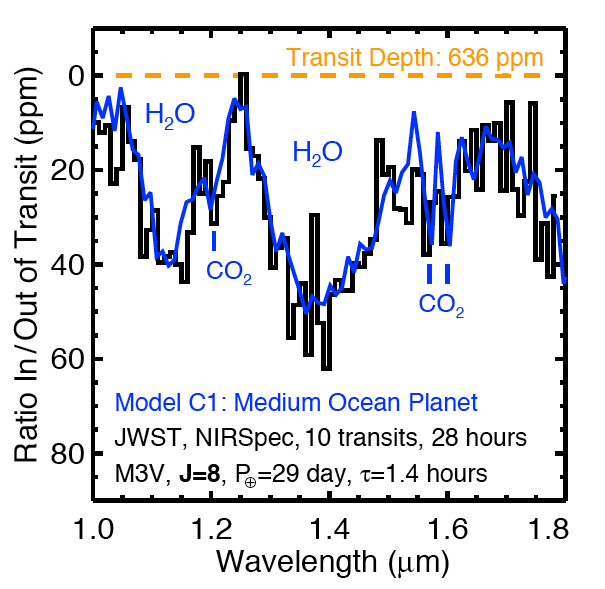 Transit Depth: 636 ppm
0
20
40
60
80
Ratio In/Out of Transit (ppm)
H₂O
H₂O
CO₂
CO₂
Model C1: Medium Ocean Planet
JWST, NIRSpec, 10 transits, 28 hours
M3V, J=8, P⊕=29 day, τ=1.4 hours
1.0 1.2 1.4 1.6 1.8
Wavelength (μm)